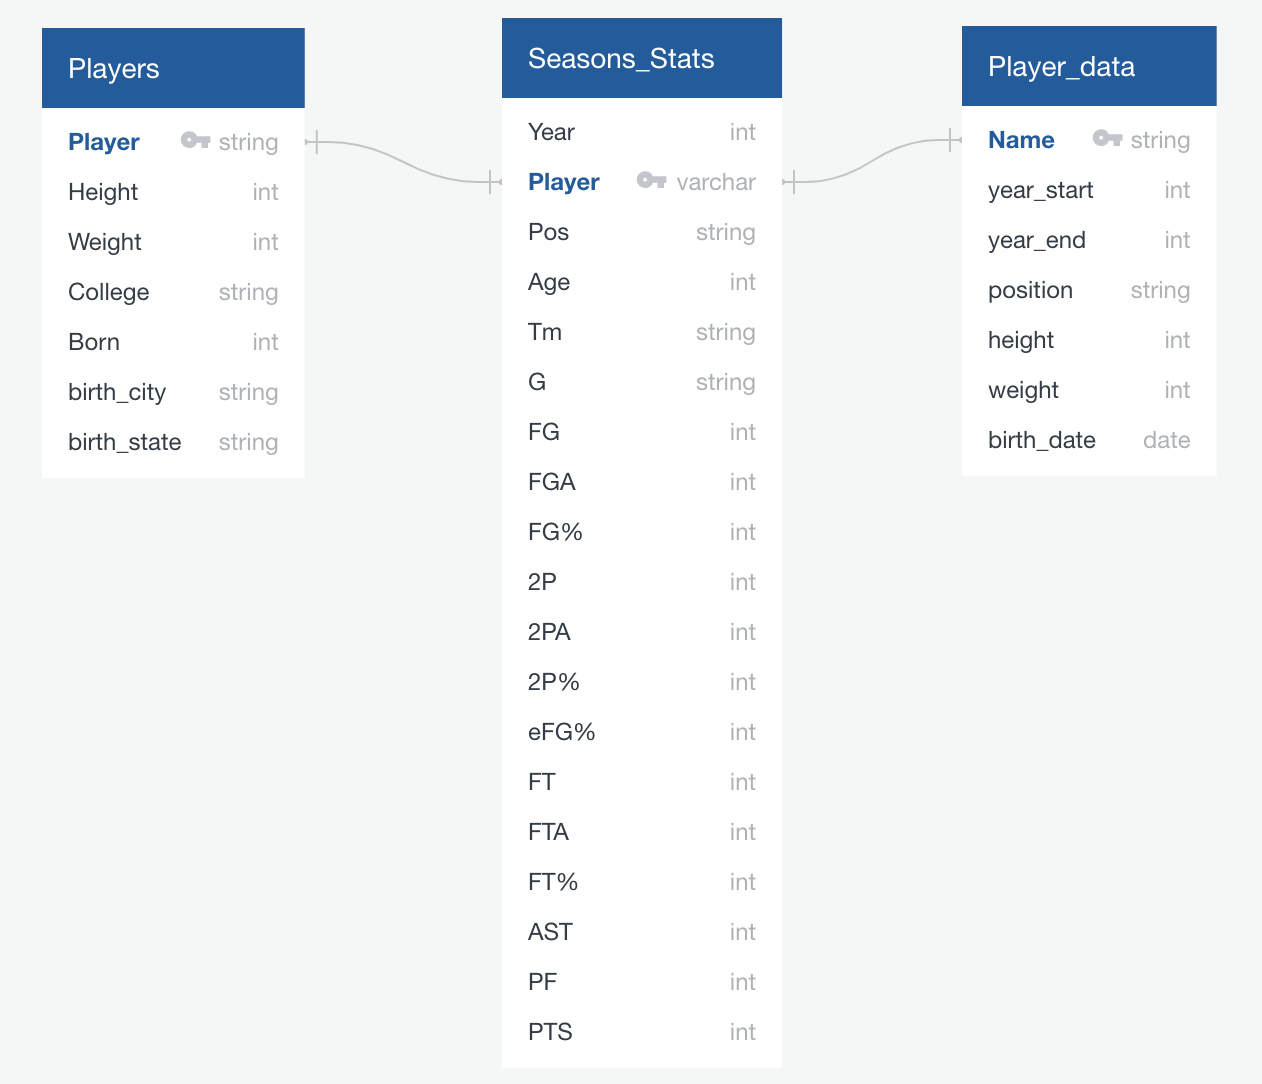 Players
Player string
Height int
Weight int
College string
Born int
birth_city string
birth_state string
Seasons_Stats
Year int
Player varchar
Pos string
Age int
Tm string
G string
FG int
FGA int
FG% int
2P int
2PA int
2P% int
eFG% int
FT int
FTA int
FT% int
AST int
PF int
PTS int
Player_data
Name string
year_start int
year_end int
position string
height int
weight int
birth_date date